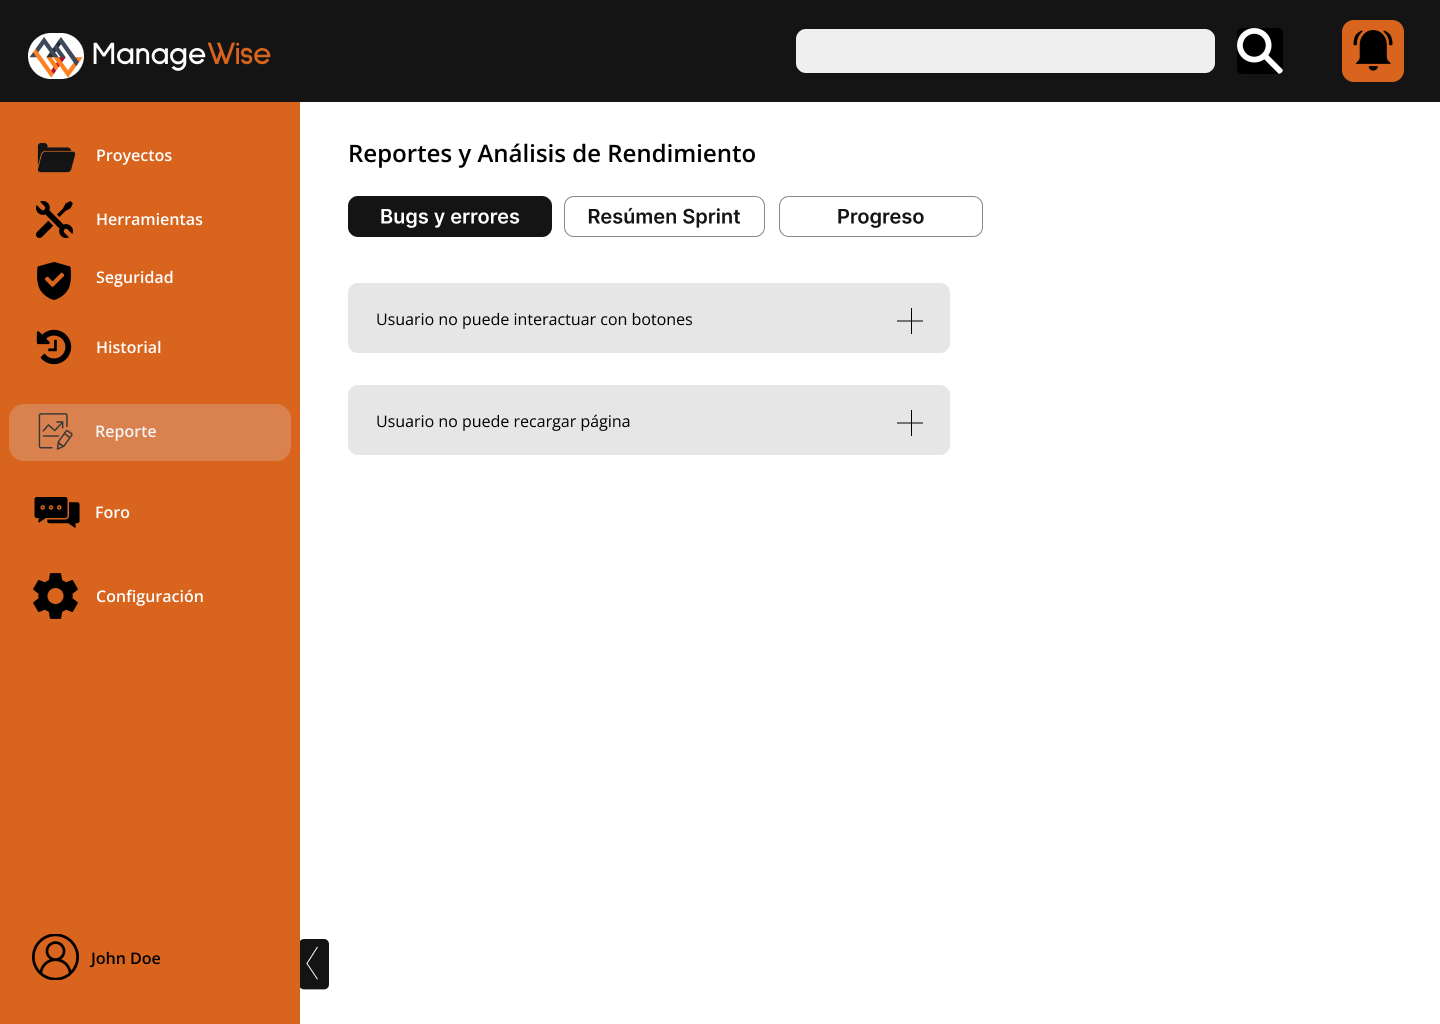 ManageWise
Proyectos
Herramientas
Seguridad
Historial
Reporte
Foro
Configuración
John Doe
Reportes y Análisis de Rendimiento
Bugs y errores
Resúmen Sprint
Progreso
Usuario no puede interactuar con botones
Usuario no puede recargar página